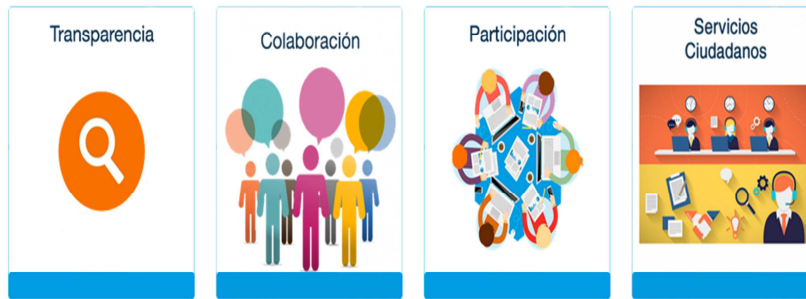 Transparencia
Colaboración
Participación
Servicios
Ciudadanos